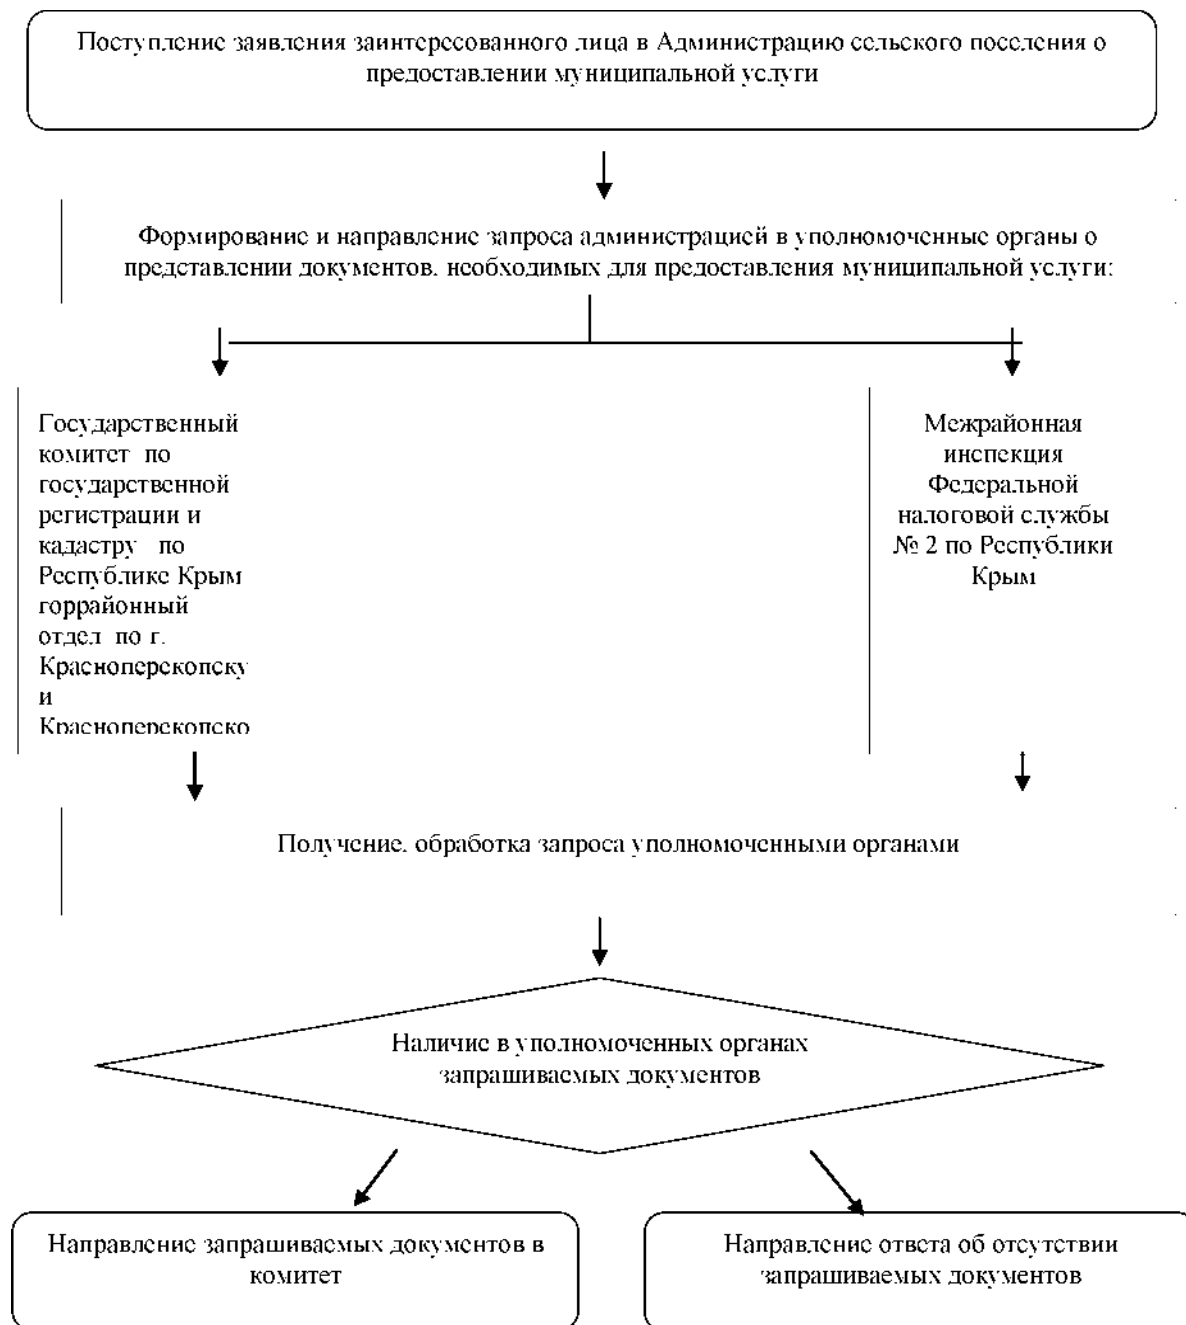 Поступление заявления заинтересованного лица в Администрацию сельского поселения о
предоставлении муниципальной услуги
Формирование и направление запроса администрацией в уполномоченные органы о
представлении документов, необходимых для предоставления муниципальной услуги:
Государственный
комитет по
государственной
регистрации и
кадастру по
Республике Крым
горрайонный
отдел по г.
Красноперекопску
и
Красноперекопско
Межрайонная
инспекция
Федеральной
налоговой службы
№ 2 по Республики
Крым
Получение, обработка запроса уполномоченными органами
Наличие в уполномоченных органах
запрашиваемых документов
Направление запрашиваемых документов в
комитет
Направление ответа об отсутствии
запрашиваемых документов